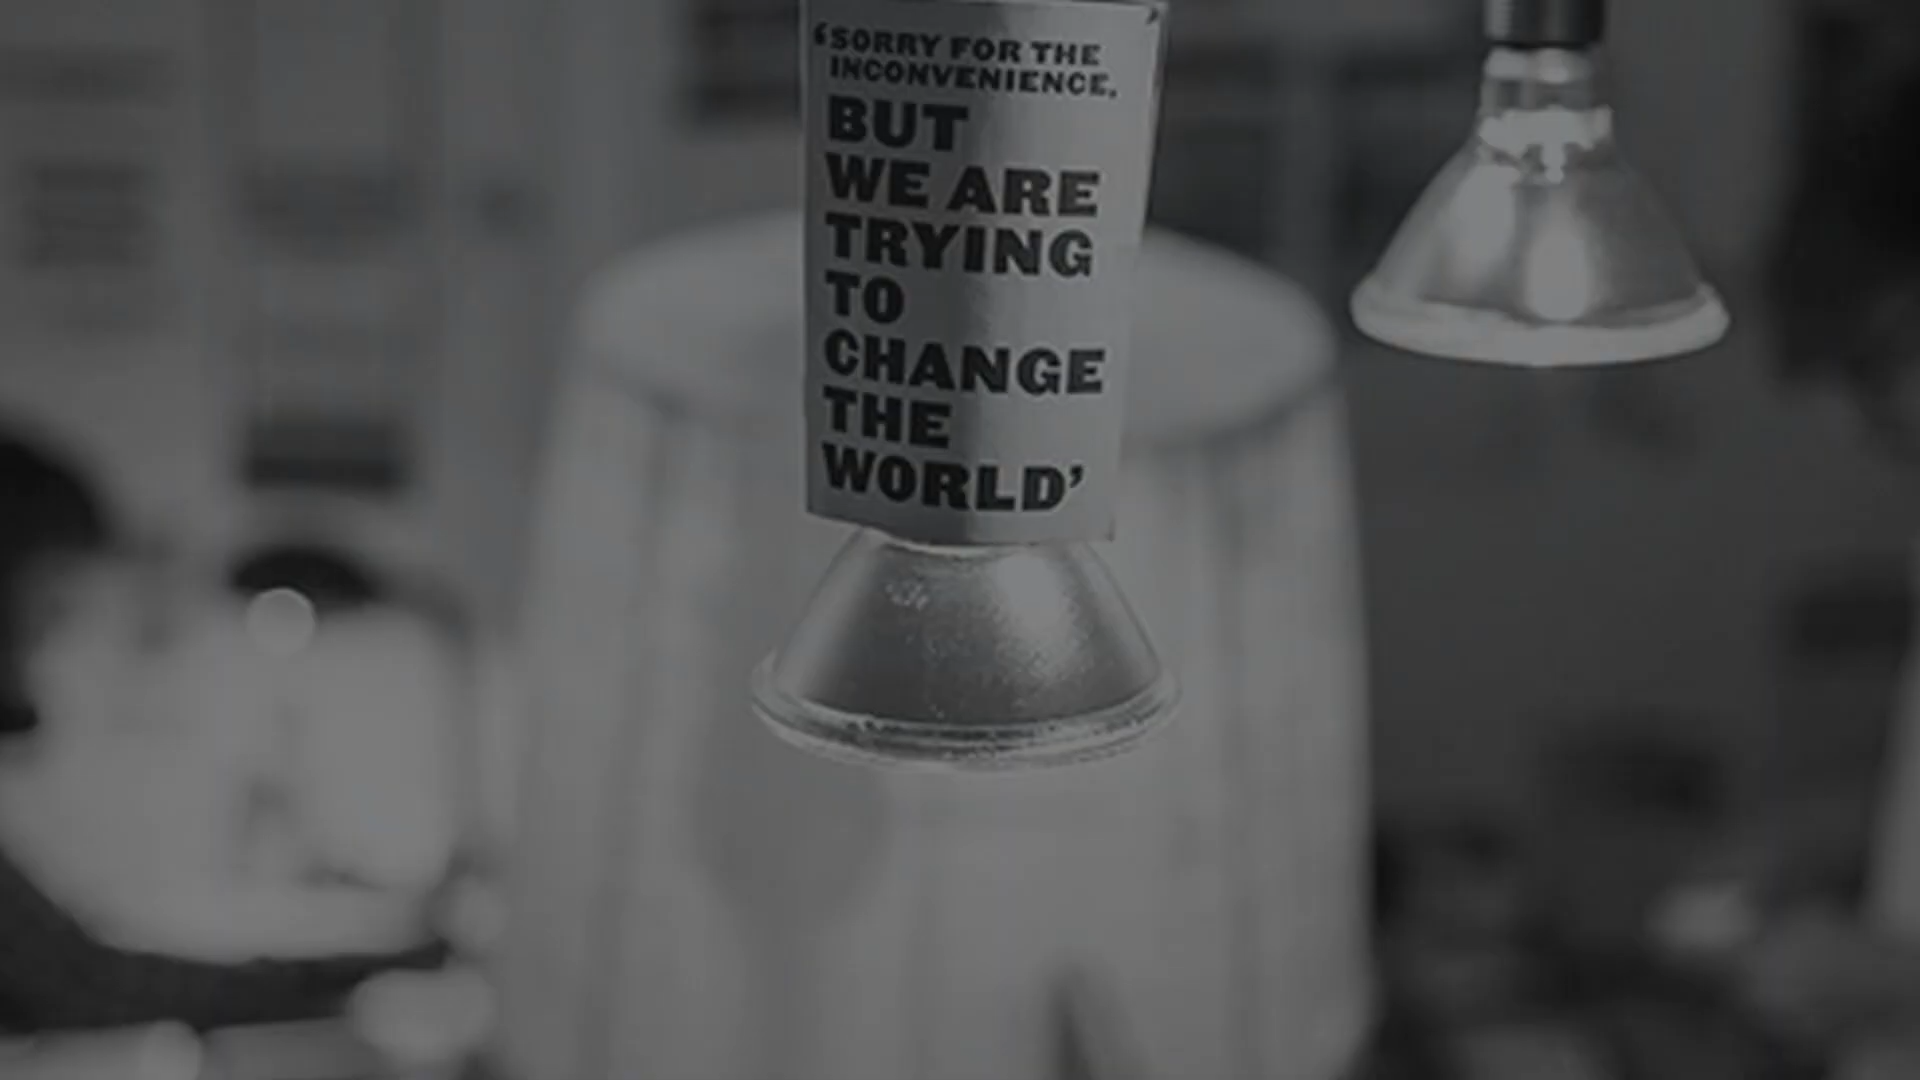 ‘SORRY FOR THE
INCONVENIENCE,
BUT
WE ARE
TRYING
TO
CHANGE
THE
WORLD’